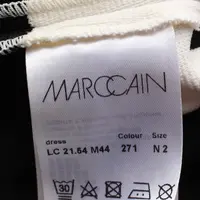 MARCCAIN
dress Colour Size
LC 21.54 M44 271 N 2
30